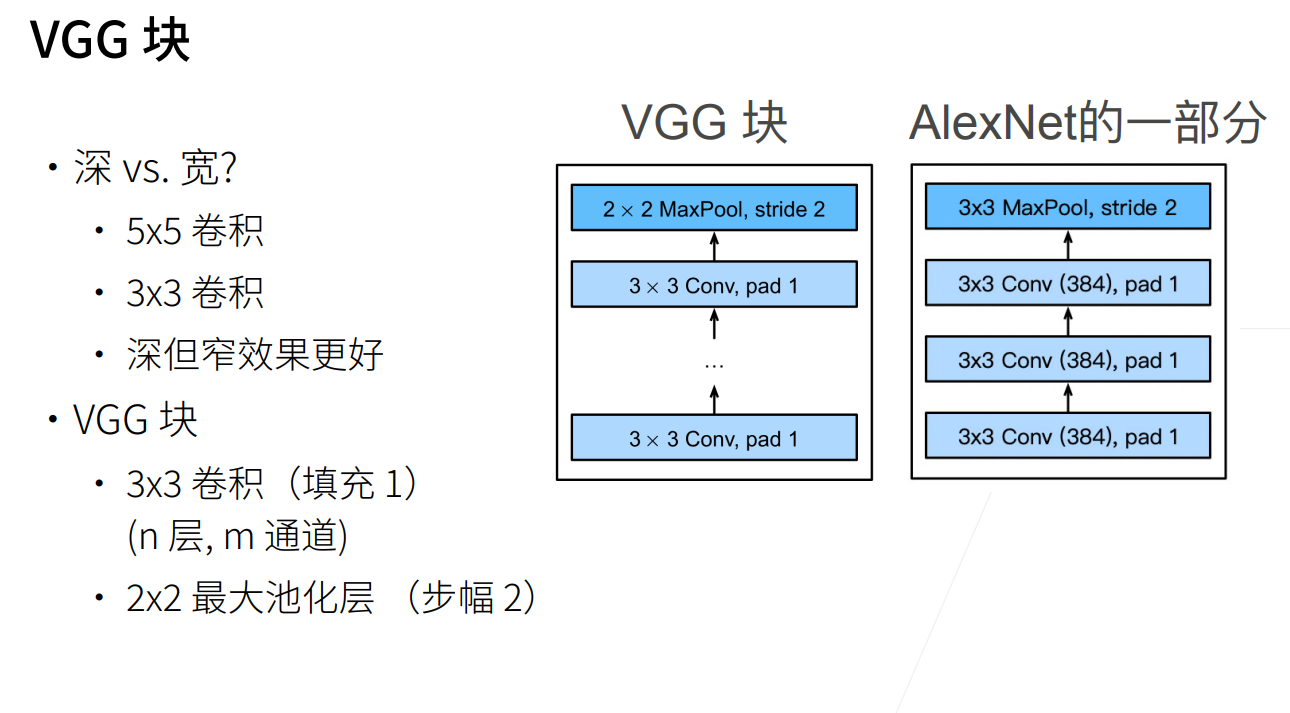 VGG 块
• 深 vs. 宽?
• 5x5 卷积
• 3x3 卷积
• 深但窄效果更好
• VGG 块
• 3x3 卷积（填充 1）
(n 层, m 通道)
• 2x2 最大池化层 （步幅 2）
VGG 块
2 × 2 MaxPool, stride 2
3 × 3 Conv, pad 1
...
3 × 3 Conv, pad 1
AlexNet的一部分
3x3 MaxPool, stride 2
3x3 Conv (384), pad 1
3x3 Conv (384), pad 1
3x3 Conv (384), pad 1